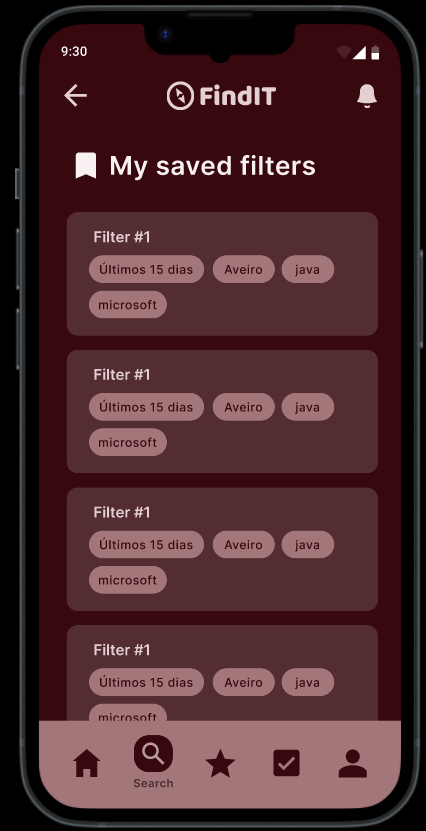 9:30
FindIT
My saved filters
Filter #1
Últimos 15 dias Aveiro java
microsoft
Filter #1
Últimos 15 dias Aveiro java
microsoft
Filter #1
Últimos 15 dias Aveiro java
microsoft
Filter #1
Últimos 15 dias Aveiro java
microsoft
Search